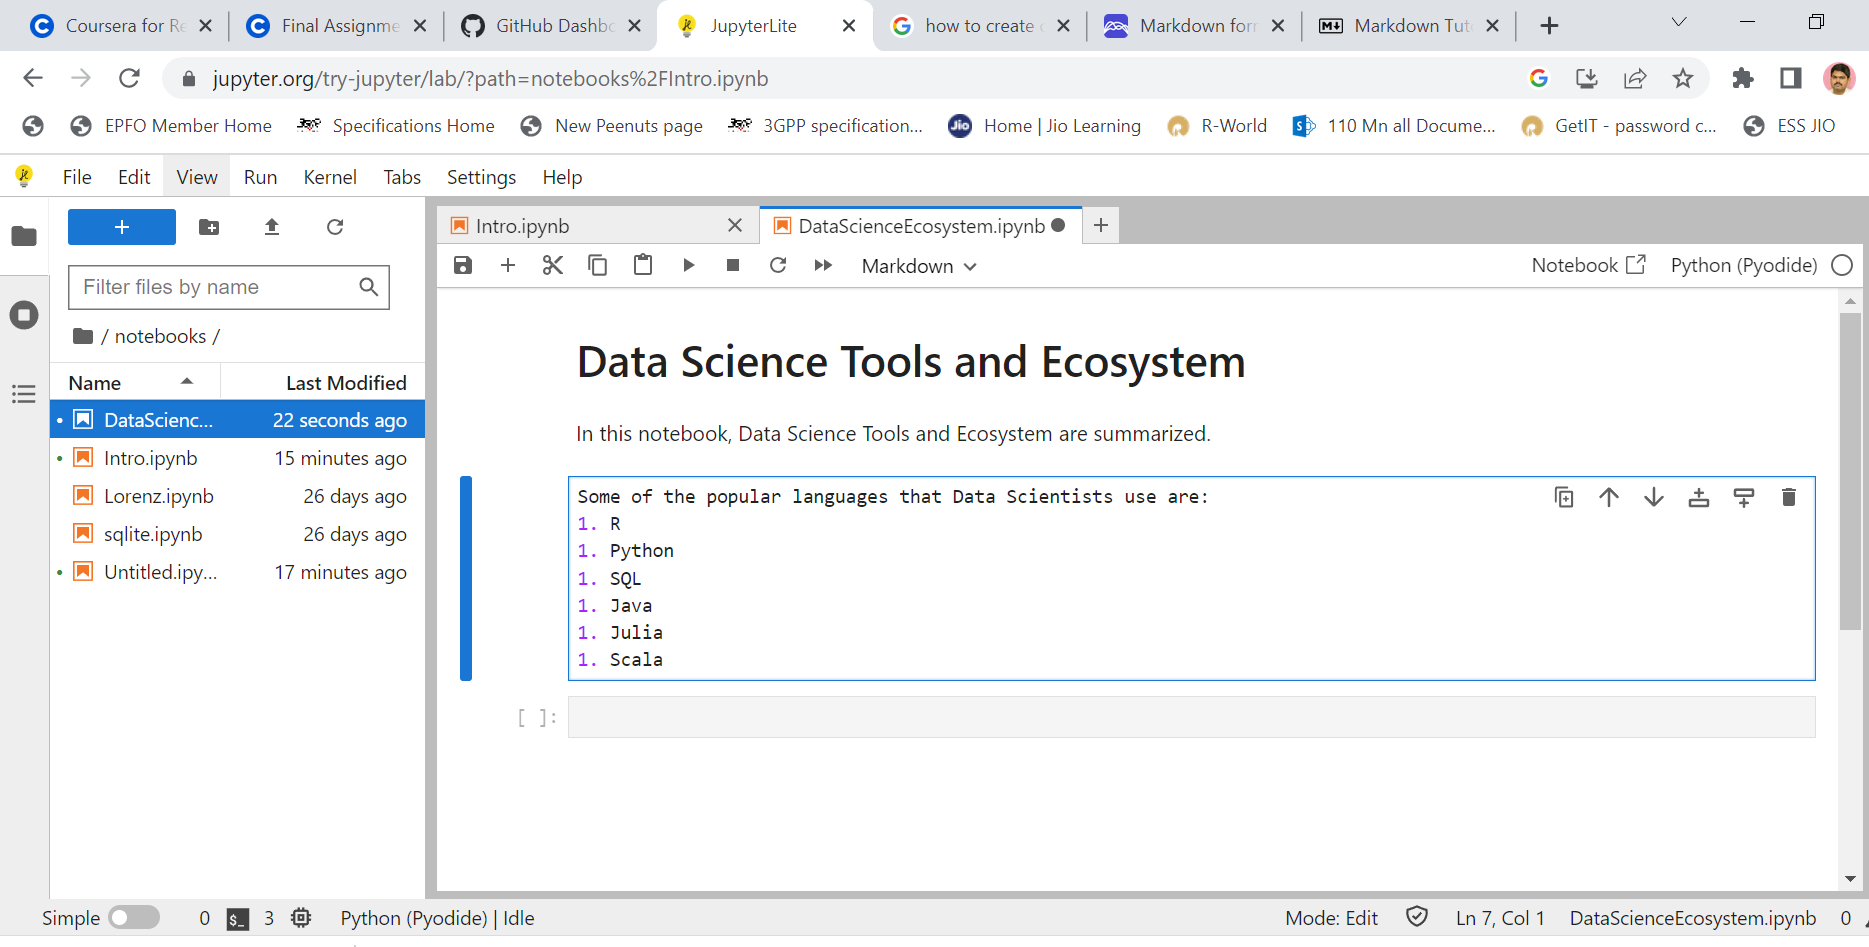 Coursera for Re
Final Assignme
GitHub Dashbo
JupyterLite
how to create
Markdown for
Markdown Tuto
jupyter.org/try-jupyter/lab/?path=notebooks%2FIntro.ipynb
EPFO Member Home
Specifications Home
New Peenuts page
3GPP specification...
Jio
Home | Jio Learning
R-World
110 Mn all Docume...
GetIT - password c...
ESS JIO
File Edit View Run Kernel Tabs Settings Help
Filter files by name
/ notebooks /
Name Last Modified
DataScienc... 22 seconds ago
Intro.ipynb 15 minutes ago
Lorenz.ipynb 26 days ago
sqlite.ipynb 26 days ago
Untitled.ipy... 17 minutes ago
Intro.ipynb
DataScienceEcosystem.ipynb
Markdown
Notebook
Python (Pyodide)
Data Science Tools and Ecosystem
In this notebook, Data Science Tools and Ecosystem are summarized.
Some of the popular languages that Data Scientists use are:
1. R
1. Python
1. SQL
1. Java
1. Julia
1. Scala
[ ]:
Simple 0 $_ 3 Python (Pyodide) | Idle
Mode: Edit Ln 7, Col 1 DataScienceEcosystem.ipynb 0